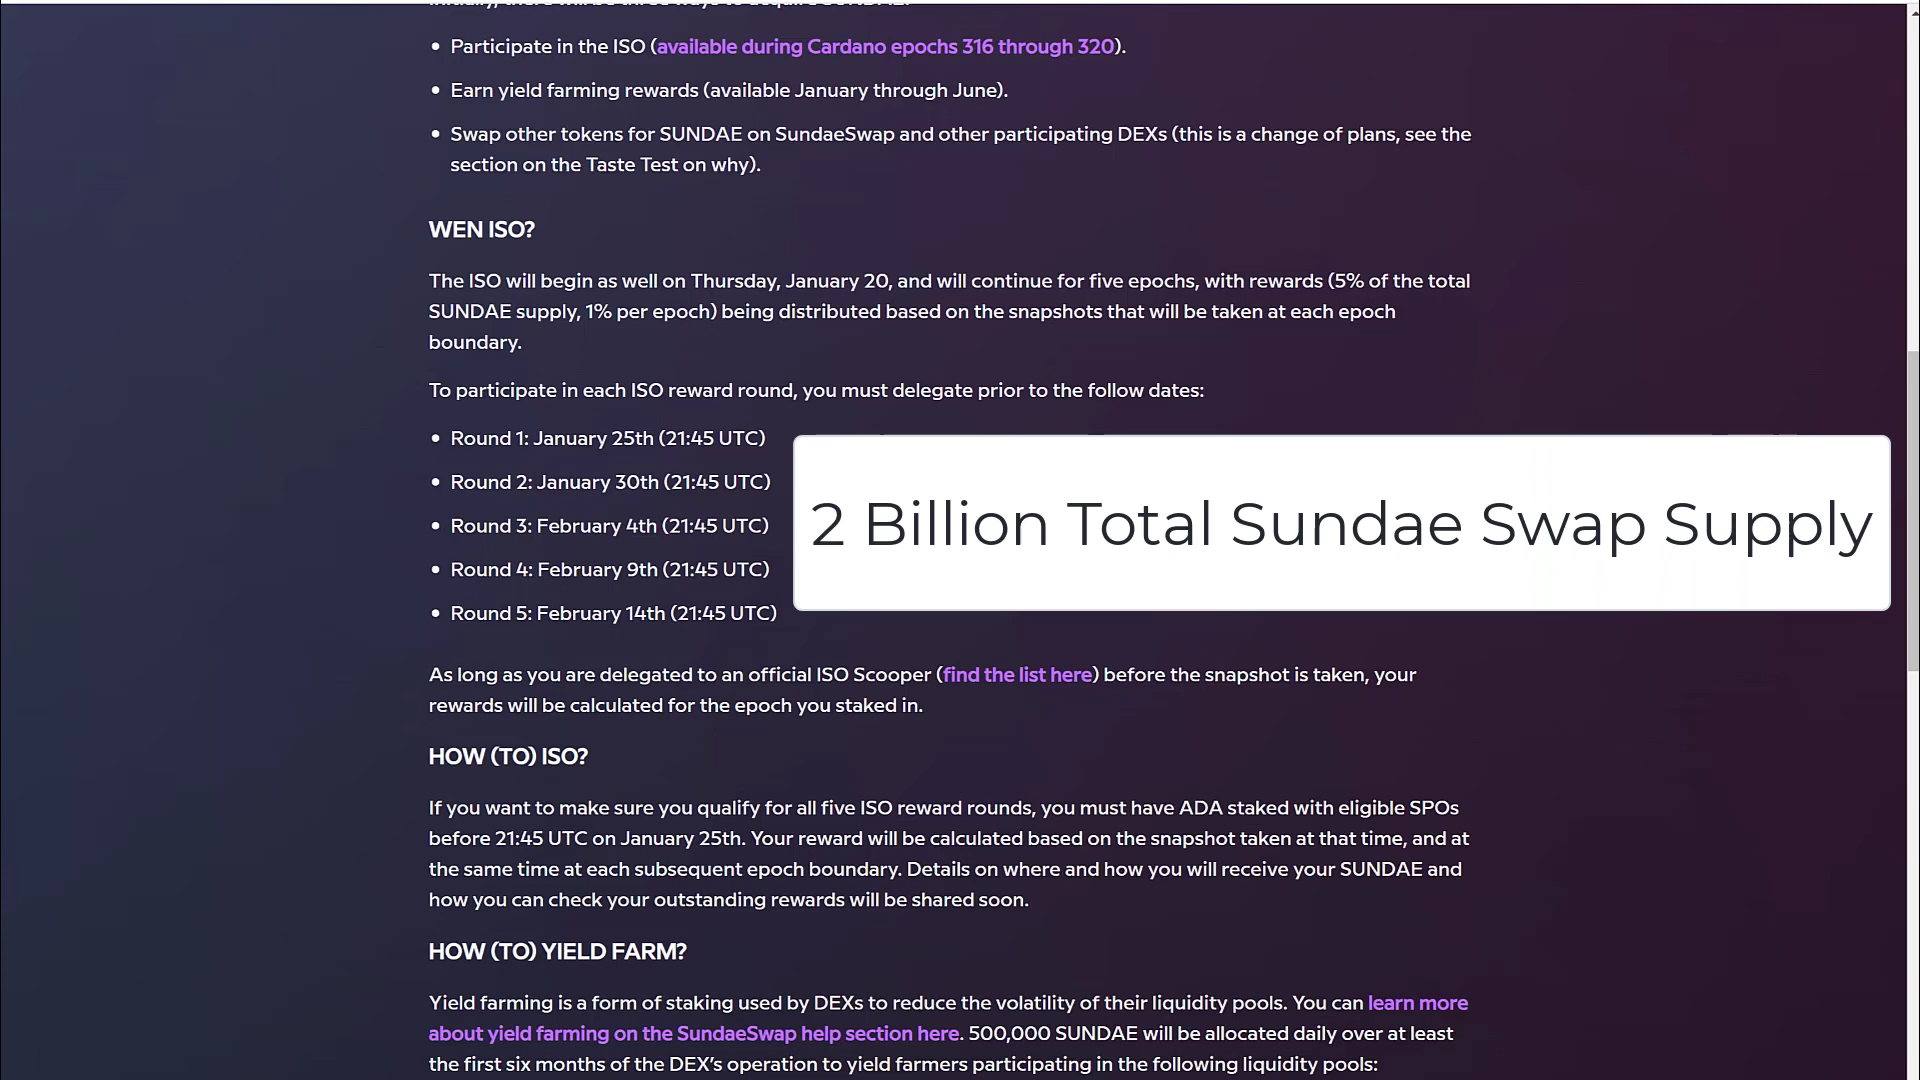 Participate in the ISO (available during Cardano epochs 316 through 320).
Earn yield farming rewards (available January through June).
Swap other tokens for SUNDAE on SundaeSwap and other participating DEXs (this is a change of plans, see the
section on the Taste Test on why).
WEN ISO?
The ISO will begin as well on Thursday, January 20, and will continue for five epochs, with rewards (5% of the total
SUNDAE supply, 1% per epoch) being distributed based on the snapshots that will be taken at each epoch
boundary.
To participate in each ISO reward round, you must delegate prior to the follow dates:
Round 1: January 25th (21:45 UTC)
Round 2: January 30th (21:45 UTC)
Round 3: February 4th (21:45 UTC)
Round 4: February 9th (21:45 UTC)
Round 5: February 14th (21:45 UTC)
2 Billion Total Sundae Swap Supply
As long as you are delegated to an official ISO Scooper (find the list here) before the snapshot is taken, your
rewards will be calculated for the epoch you staked in.
HOW (TO) ISO?
If you want to make sure you qualify for all five ISO reward rounds, you must have ADA staked with eligible SPOs
before 21:45 UTC on January 25th. Your reward will be calculated based on the snapshot taken at that time, and at
the same time at each subsequent epoch boundary. Details on where and how you will receive your SUNDAE and
how you can check your outstanding rewards will be shared soon.
HOW (TO) YIELD FARM?
Yield farming is a form of staking used by DEXs to reduce the volatility of their liquidity pools. You can learn more
about yield farming on the SundaeSwap help section here. 500,000 SUNDAE will be allocated daily over at least
the first six months of the DEX's operation to yield farmers participating in the following liquidity pools: